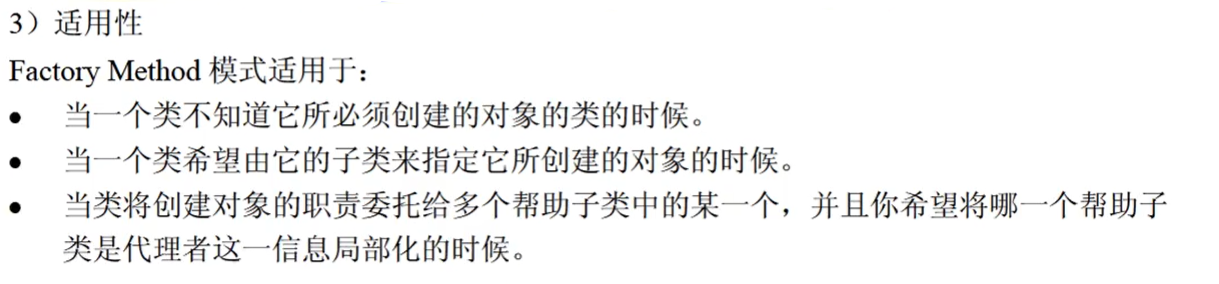 3）适用性
Factory Method 模式适用于：
● 当一个类不知道它所必须创建的对象的类的时候。
● 当一个类希望由它的子类来指定它所创建的对象的时候。
● 当类将创建对象的职责委托给多个帮助子类中的某一个，并且你希望将哪一个帮助子
类是代理者这一信息局部化的时候。